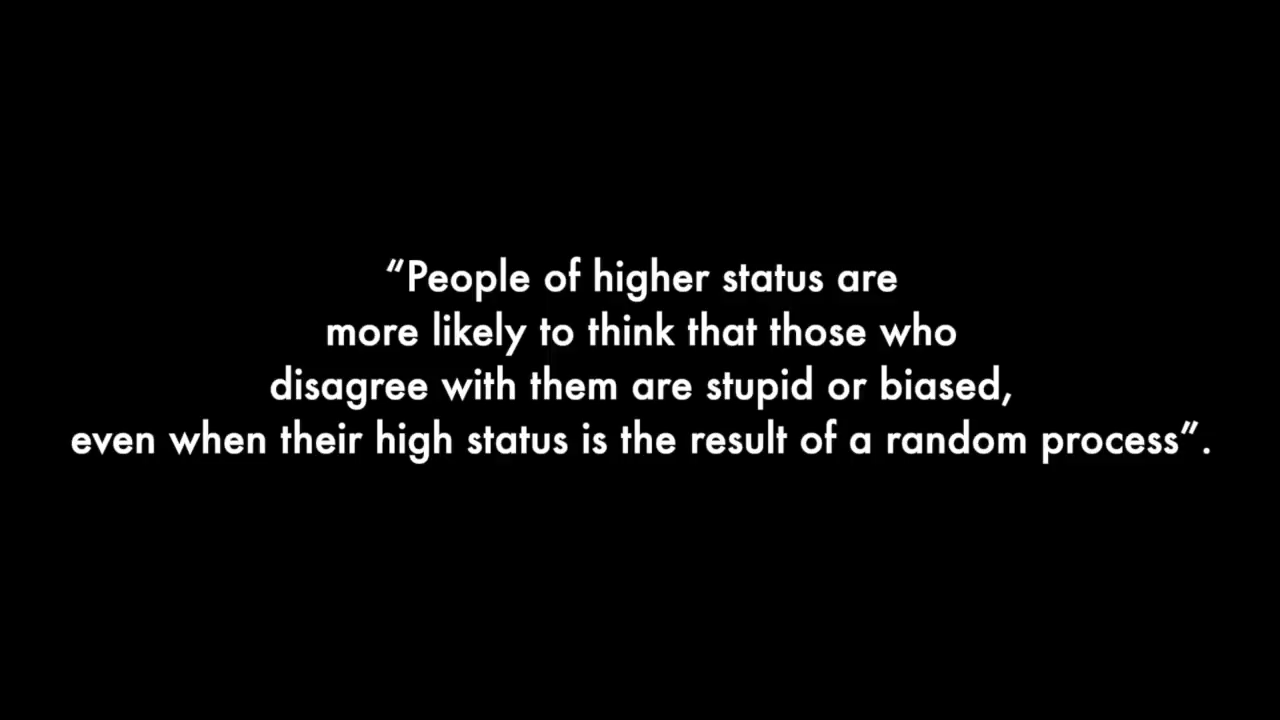 “People of higher status are
more likely to think that those who
disagree with them are stupid or biased,
even when their high status is the result of a random process”.